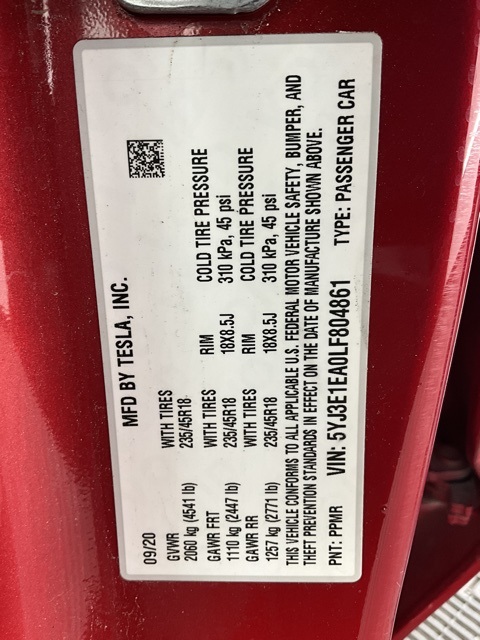 MFD BY TESLA, INC.
09/20
GVWR WITH TIRES RIM COLD TIRE PRESSURE
2060 kg (4541 lb) 235/45R18 18X8.5J 310 kPa, 45 psi
GAWR FRT WITH TIRES RIM COLD TIRE PRESSURE
1110 kg (2447 lb) 235/45R18 18X8.5J 310 kPa, 45 psi
GAWR RR
1257 kg (2771 lb)
THIS VEHICLE CONFORMS TO ALL APPLICABLE U.S. FEDERAL MOTOR VEHICLE SAFETY, BUMPER, AND
THEFT PREVENTION STANDARDS IN EFFECT ON THE DATE OF MANUFACTURE SHOWN ABOVE.
PNT: PPMR VIN: 5YJ3E1EA0LF804861 TYPE: PASSENGER CAR